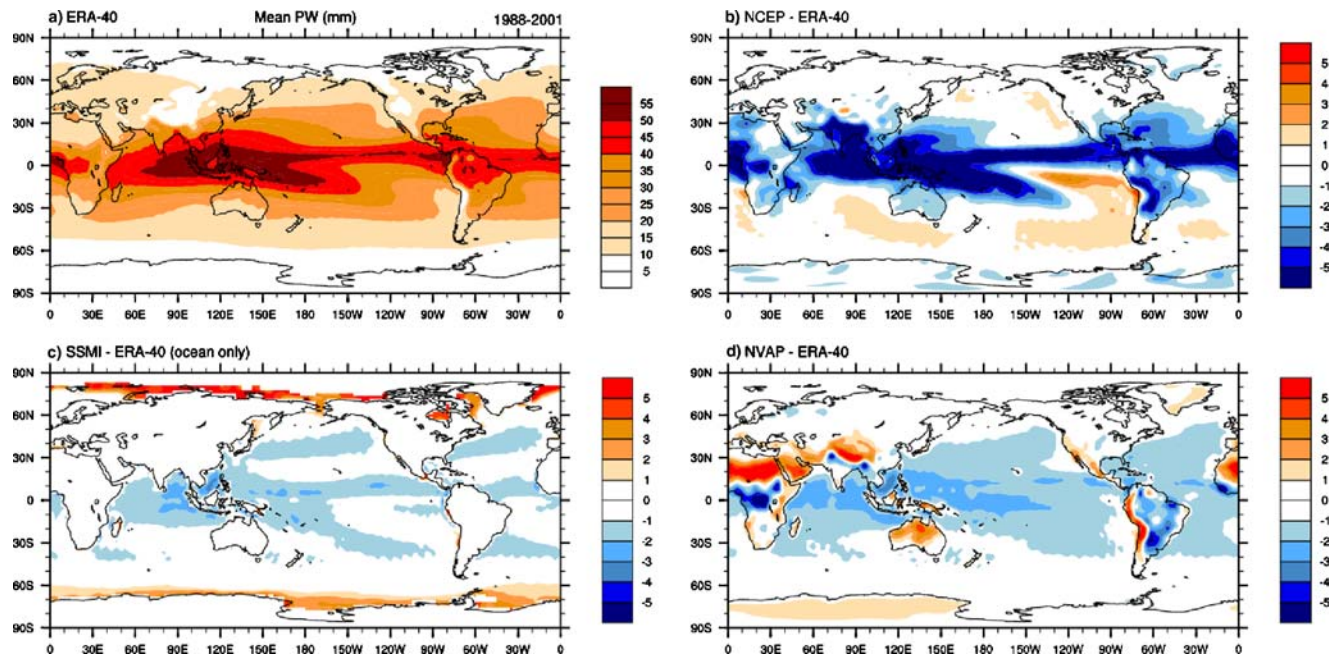 a) ERA-40 Mean PW (mm) 1988-2001
90N
60N
30N
0
30S
60S
90S
0 30E 60E 90E 120E 150E 180 150W 120W 90W 60W 30W 0
55
50
45
40
35
30
25
20
15
10
5
b) NCEP - ERA-40
90N
60N
30N
0
30S
60S
90S
0 30E 60E 90E 120E 150E 180 150W 120W 90W 60W 30W 0
5
4
3
2
1
0
-1
-2
-3
-4
-5
c) SSMI - ERA-40 (ocean only)
90N
60N
30N
0
30S
60S
90S
0 30E 60E 90E 120E 150E 180 150W 120W 90W 60W 30W 0
5
4
3
2
1
0
-1
-2
-3
-4
-5
d) NVAP - ERA-40
90N
60N
30N
0
30S
60S
90S
0 30E 60E 90E 120E 150E 180 150W 120W 90W 60W 30W 0
5
4
3
2
1
0
-1
-2
-3
-4
-5